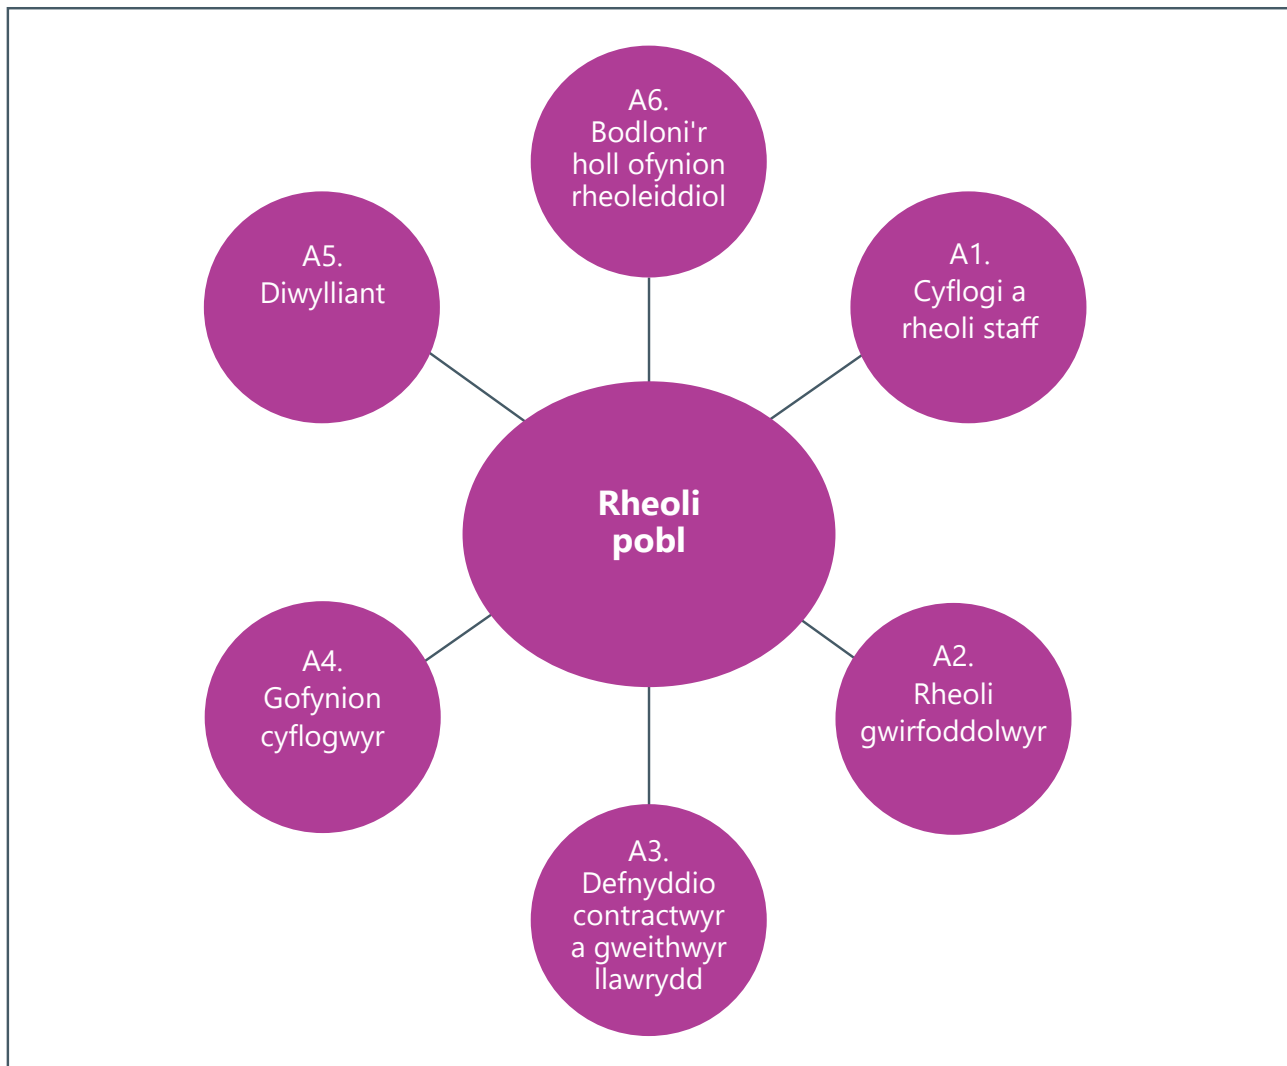 A6.
Bodloni'r
holl ofynion
rheoleiddiol
A5.
Diwylliant
A1.
Cyflogi a
rheoli staff
Rheoli
pobl
A4.
Gofynion
cyflogwyr
A2.
Rheoli
gwirfoddolwyr
A3.
Defnyddio
contractwyr
a gweithwyr
llawrydd